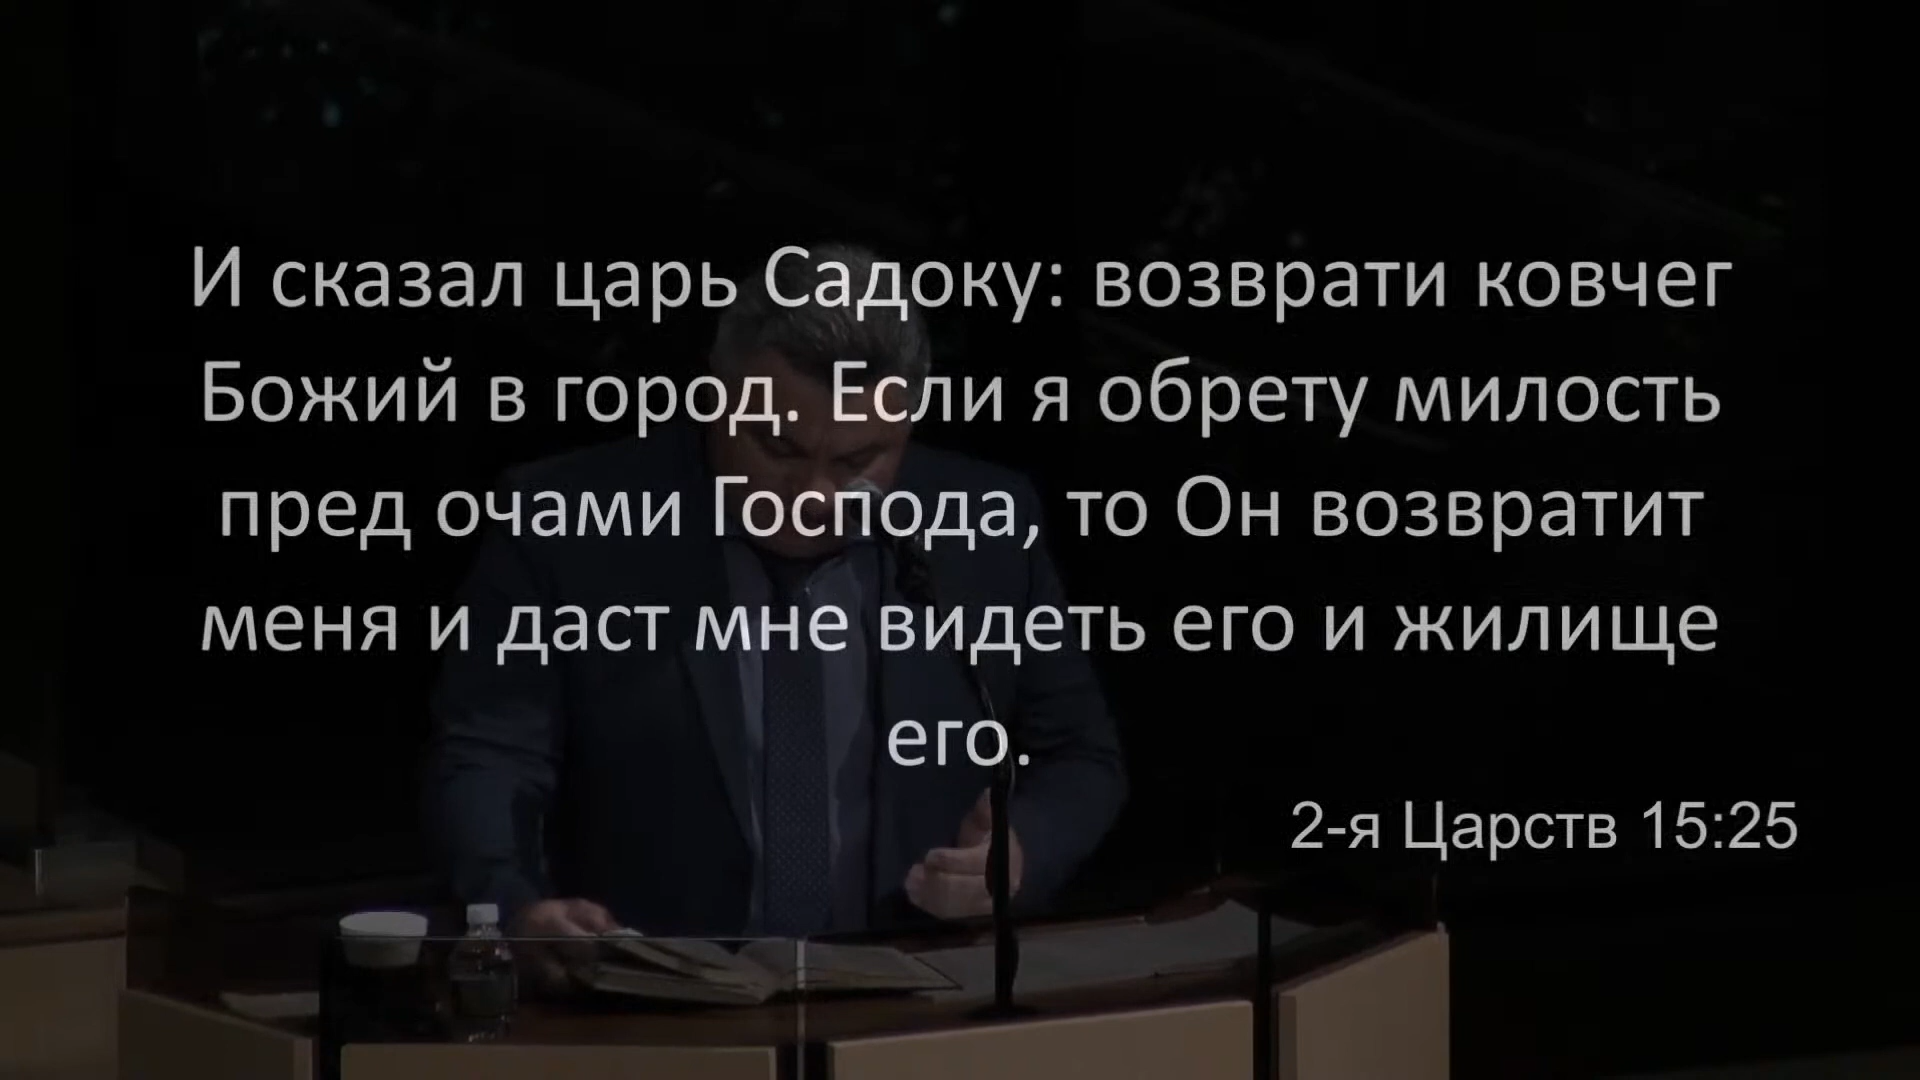 И сказал царь Садоку: возврати ковчег
Божий в город. Если я обрету милость
пред очами Господа, то Он возвратит
меня и даст мне видеть его и жилище
его.
2-я Царств 15:25